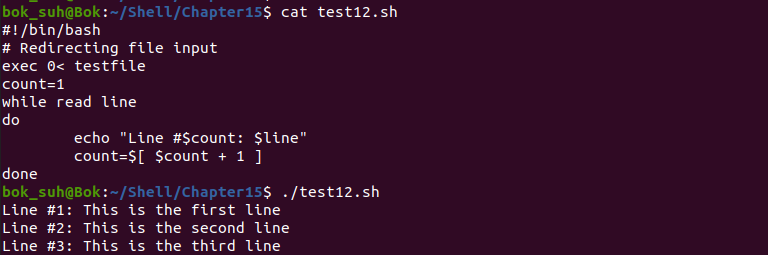 bok_suh@Bok:~/Shell/Chapter15$ cat test12.sh
#!/bin/bash
# Redirecting file input
exec 0< testfile
count=1
while read line
do
        echo "Line #$count: $line"
        count=$[ $count + 1 ]
done
bok_suh@Bok:~/Shell/Chapter15$ ./test12.sh
Line #1: This is the first line
Line #2: This is the second line
Line #3: This is the third line